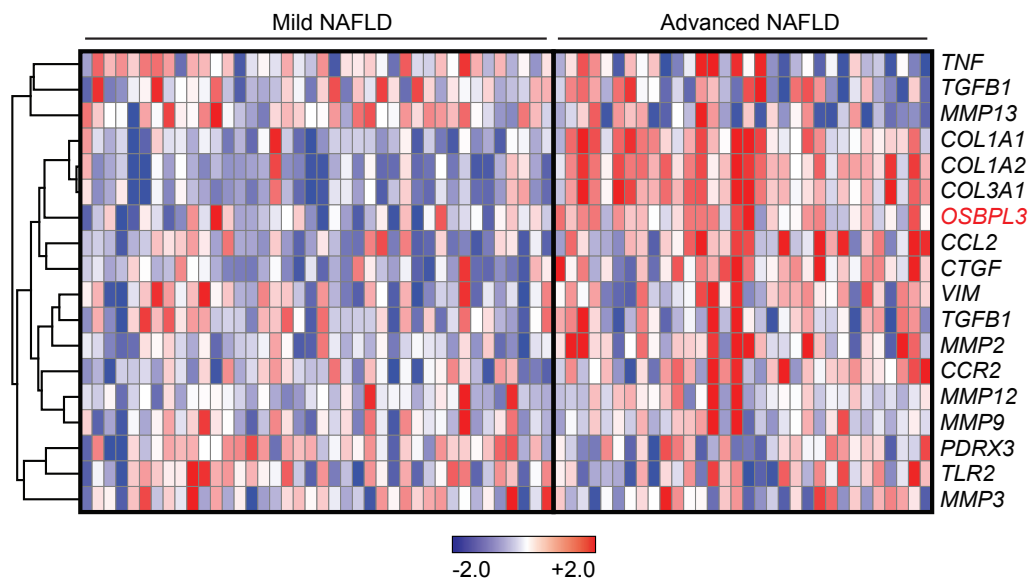 Mild NAFLD
Advanced NAFLD
TNF
TGFB1
MMP13
COL1A1
COL1A2
COL3A1
OSBPL3
CCL2
CTGF
VIM
TGFB1
MMP2
CCR2
MMP12
MMP9
PDRX3
TLR2
MMP3
-2.0
+2.0